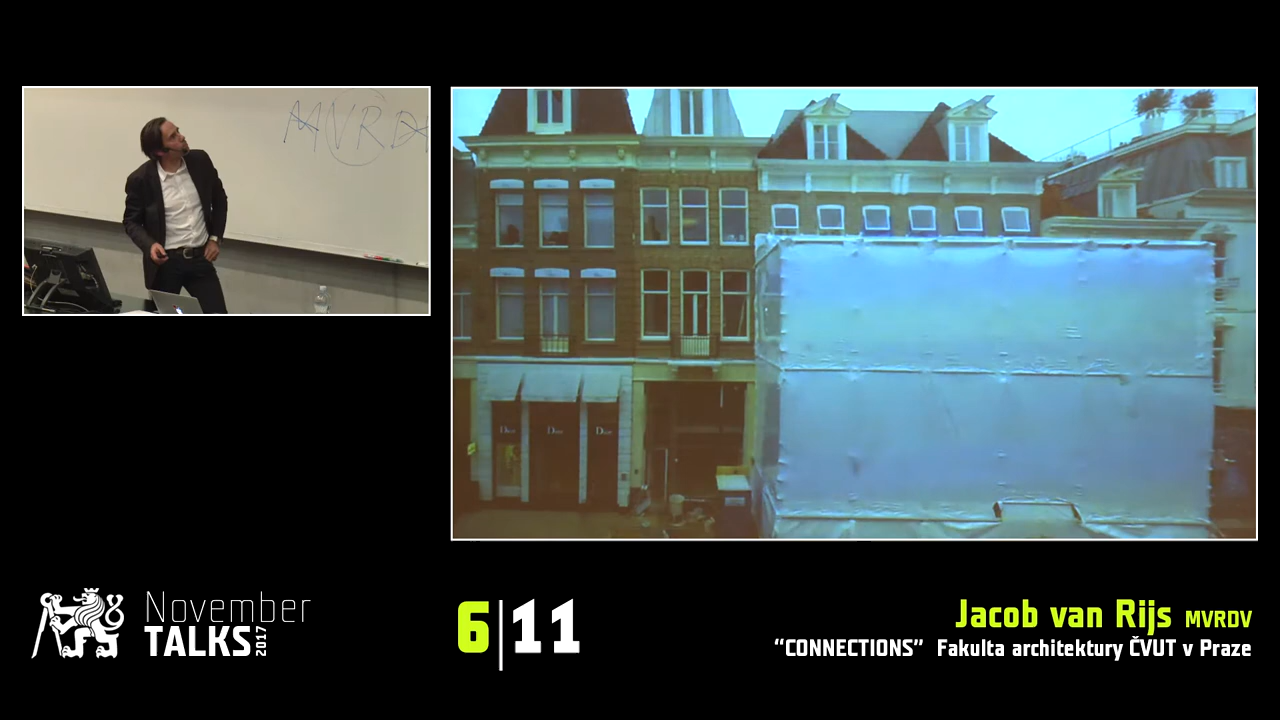 MVRDV
Dior
Dior
Dior
November
TALKS 2017
6|11
Jacob van Rijs MVRDV
“CONNECTIONS” Fakulta architektury ČVUT v Praze